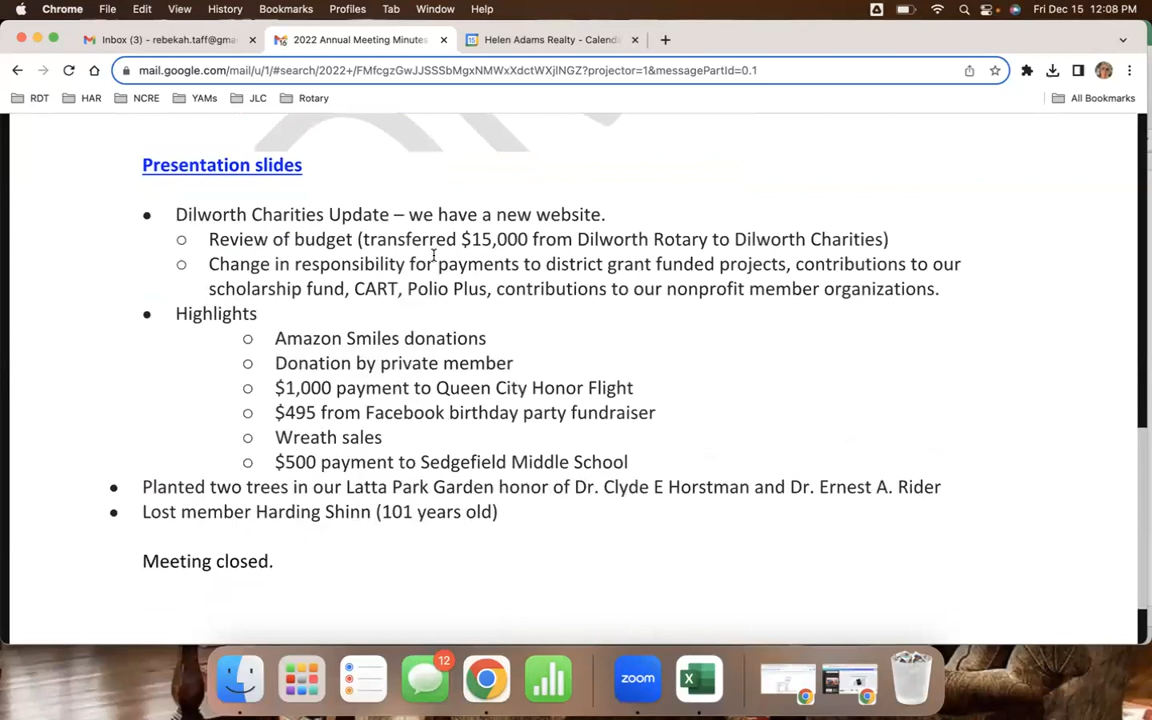 Chrome File Edit View History Bookmarks Profiles Tab Window Help Fri Dec 15 12:08 PM
Inbox (3) - rebekah.taff@gma 2022 Annual Meeting Minutes Helen Adams Realty - Calend
mail.google.com/mail/u/1/#search/2022+/FMfcgzGwJJSSSbMgxNMWxXdctWXjlNGZ?projector=1&messagePartId=0.1
RDT HAR NCRE YAMs JLC Rotary All Bookmarks
Presentation slides
• Dilworth Charities Update – we have a new website.
○ Review of budget (transferred $15,000 from Dilworth Rotary to Dilworth Charities)
○ Change in responsibility for payments to district grant funded projects, contributions to our
scholarship fund, CART, Polio Plus, contributions to our nonprofit member organizations.
• Highlights
○ Amazon Smiles donations
○ Donation by private member
○ $1,000 payment to Queen City Honor Flight
○ $495 from Facebook birthday party fundraiser
○ Wreath sales
○ $500 payment to Sedgefield Middle School
• Planted two trees in our Latta Park Garden honor of Dr. Clyde E Horstman and Dr. Ernest A. Rider
• Lost member Harding Shinn (101 years old)
Meeting closed.
12
zoom